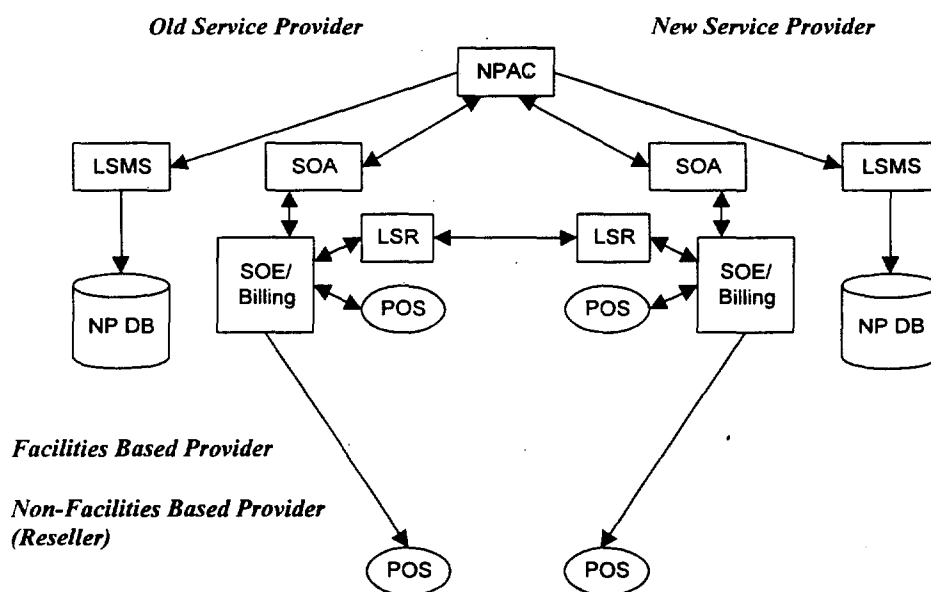 Old Service Provider
New Service Provider
NPAC
LSMS
SOA
SOA
LSMS
LSR
LSR
SOE/
Billing
SOE/
Billing
POS
POS
NP DB
NP DB
Facilities Based Provider
Non-Facilities Based Provider
(Reseller)
POS
POS